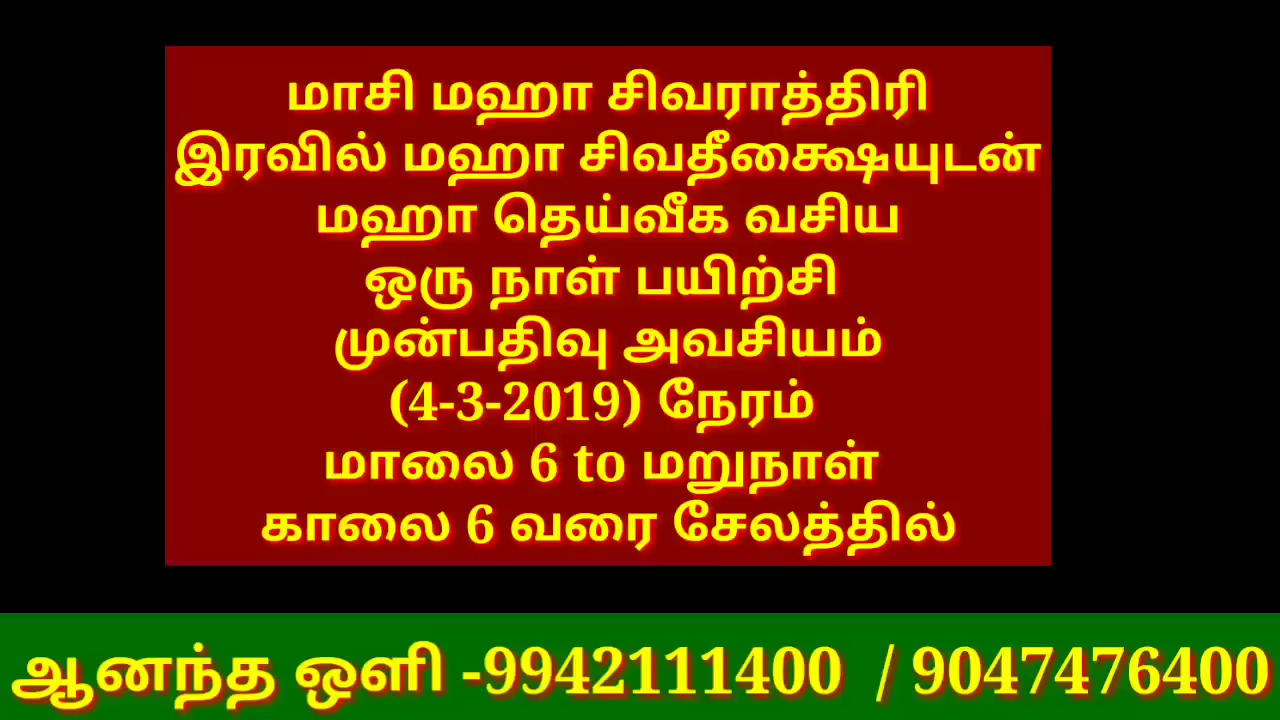 மாசி மஹா சிவராத்திரி
இரவில் மஹா சிவதீக்ஷையுடன்
மஹா தெய்வீக வசிய
ஒரு நாள் பயிற்சி
முன்பதிவு அவசியம்
(4-3-2019) நேரம்
மாலை 6 to மறுநாள்
காலை 6 வரை சேலத்தில்
ஆனந்த ஒளி -9942111400 / 9047476400